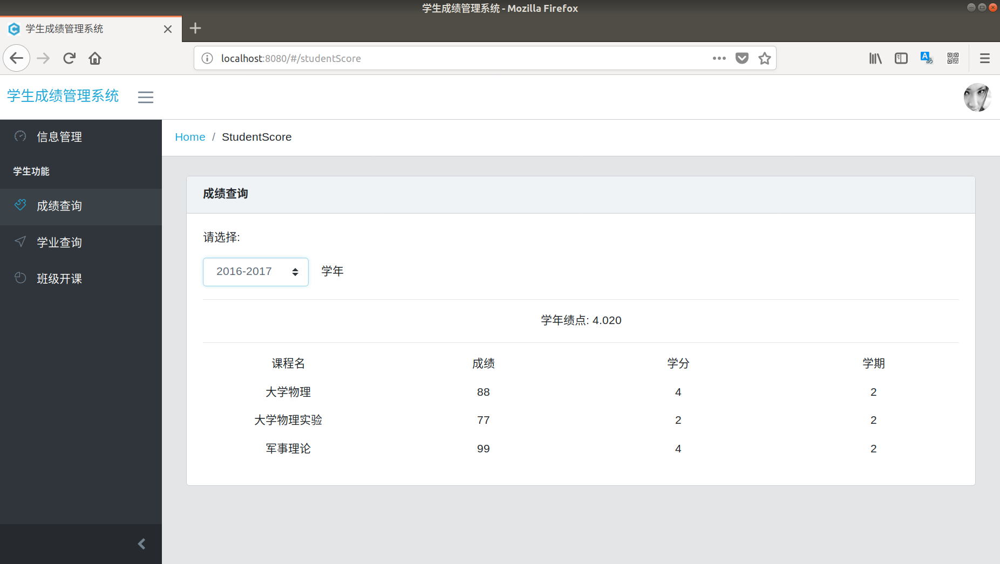 学生成绩管理系统 - Mozilla Firefox
学生成绩管理系统
localhost:8080/#/studentScore
学生成绩管理系统
信息管理
学生功能
成绩查询
学业查询
班级开课
Home / StudentScore
成绩查询
请选择:
2016-2017 学年
学年绩点: 4.020
课程名 成绩 学分 学期
大学物理 88 4 2
大学物理实验 77 2 2
军事理论 99 4 2